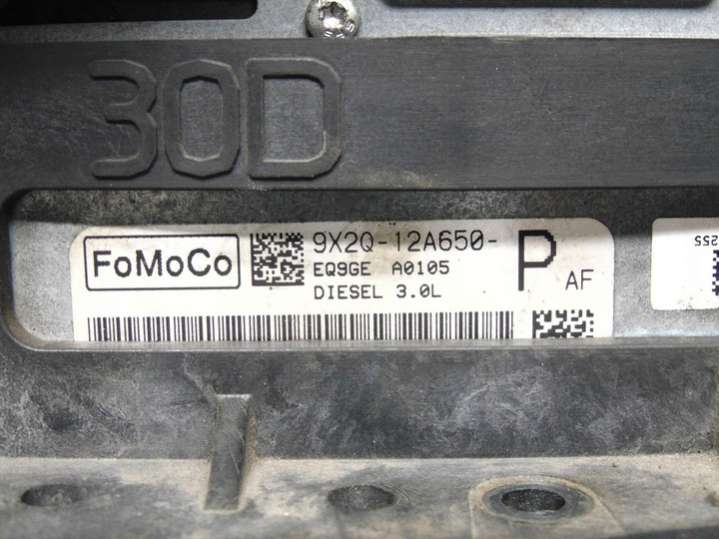 30D
FoMoCo
9X2Q-12A650-
P AF
EQ9GE A0105
DIESEL 3.0L
255